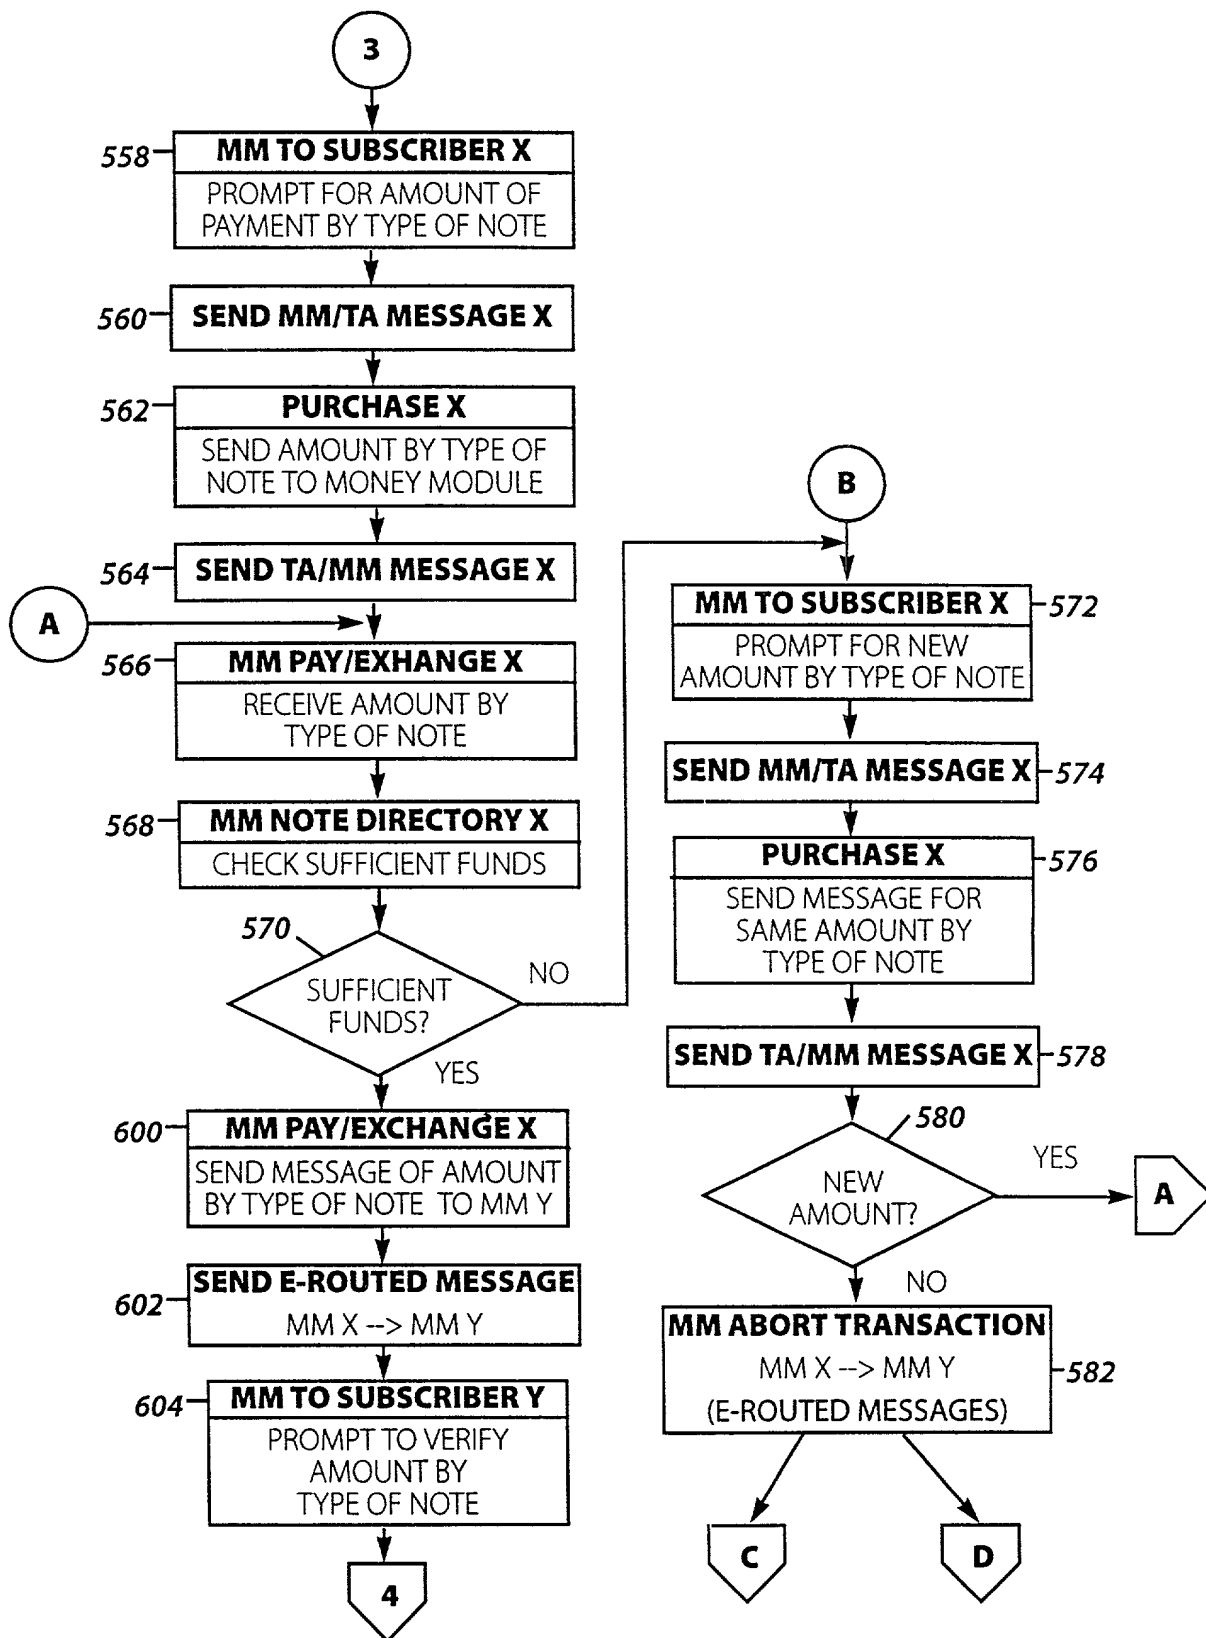 3
558
MM TO SUBSCRIBER X
PROMPT FOR AMOUNT OF
PAYMENT BY TYPE OF NOTE
560
SEND MM/TA MESSAGE X
562
PURCHASE X
SEND AMOUNT BY TYPE OF
NOTE TO MONEY MODULE
564
SEND TA/MM MESSAGE X
A
566
MM PAY/EXHANGE X
RECEIVE AMOUNT BY
TYPE OF NOTE
568
MM NOTE DIRECTORY X
CHECK SUFFICIENT FUNDS
570
SUFFICIENT
FUNDS?
NO
YES
600
MM PAY/EXCHANGE X
SEND MESSAGE OF AMOUNT
BY TYPE OF NOTE TO MM Y
602
SEND E-ROUTED MESSAGE
MM X --> MM Y
604
MM TO SUBSCRIBER Y
PROMPT TO VERIFY
AMOUNT BY
TYPE OF NOTE
4
B
MM TO SUBSCRIBER X
572
PROMPT FOR NEW
AMOUNT BY TYPE OF NOTE
SEND MM/TA MESSAGE X
574
PURCHASE X
576
SEND MESSAGE FOR
SAME AMOUNT BY
TYPE OF NOTE
SEND TA/MM MESSAGE X
578
580
NEW
AMOUNT?
YES
A
NO
MM ABORT TRANSACTION
MM X --> MM Y
582
(E-ROUTED MESSAGES)
C
D